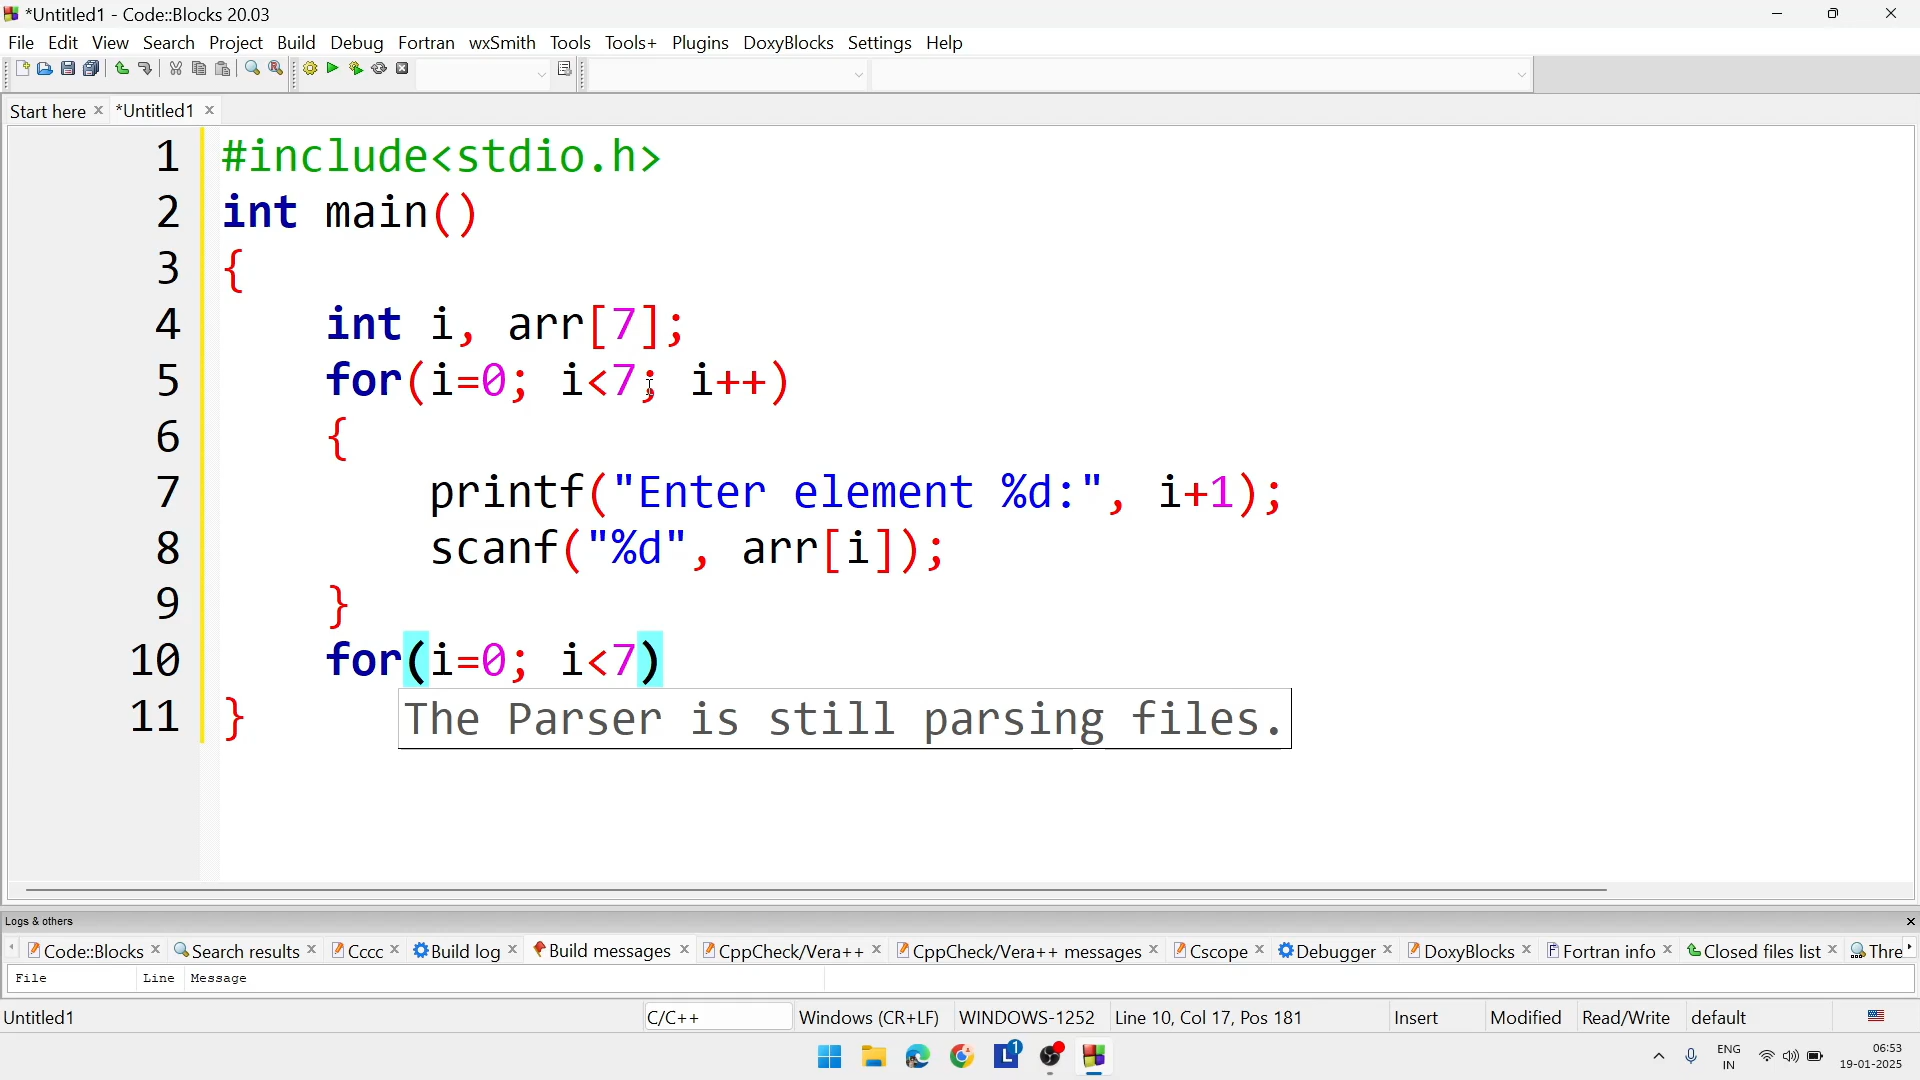 *Untitled1 - Code::Blocks 20.03
File Edit View Search Project Build Debug Fortran wxSmith Tools Tools+ Plugins DoxyBlocks Settings Help
Start here *Untitled1
1 #include<stdio.h>
2 int main()
3 {
4 int i, arr[7];
5 for(i=0; i<7; i++)
6 {
7 printf("Enter element %d:", i+1);
8 scanf("%d", arr[i]);
9 }
10 for(i=0; i<7)
11 }
The Parser is still parsing files.
Logs & others
Code::Blocks Search results Cccc Build log Build messages CppCheck/Vera++ CppCheck/Vera++ messages Cscope Debugger DoxyBlocks Fortran info Closed files list Thre
File Line Message
Untitled1 C/C++ Windows (CR+LF) WINDOWS-1252 Line 10, Col 17, Pos 181 Insert Modified Read/Write default
L 1 ENG 06:53
IN 19-01-2025